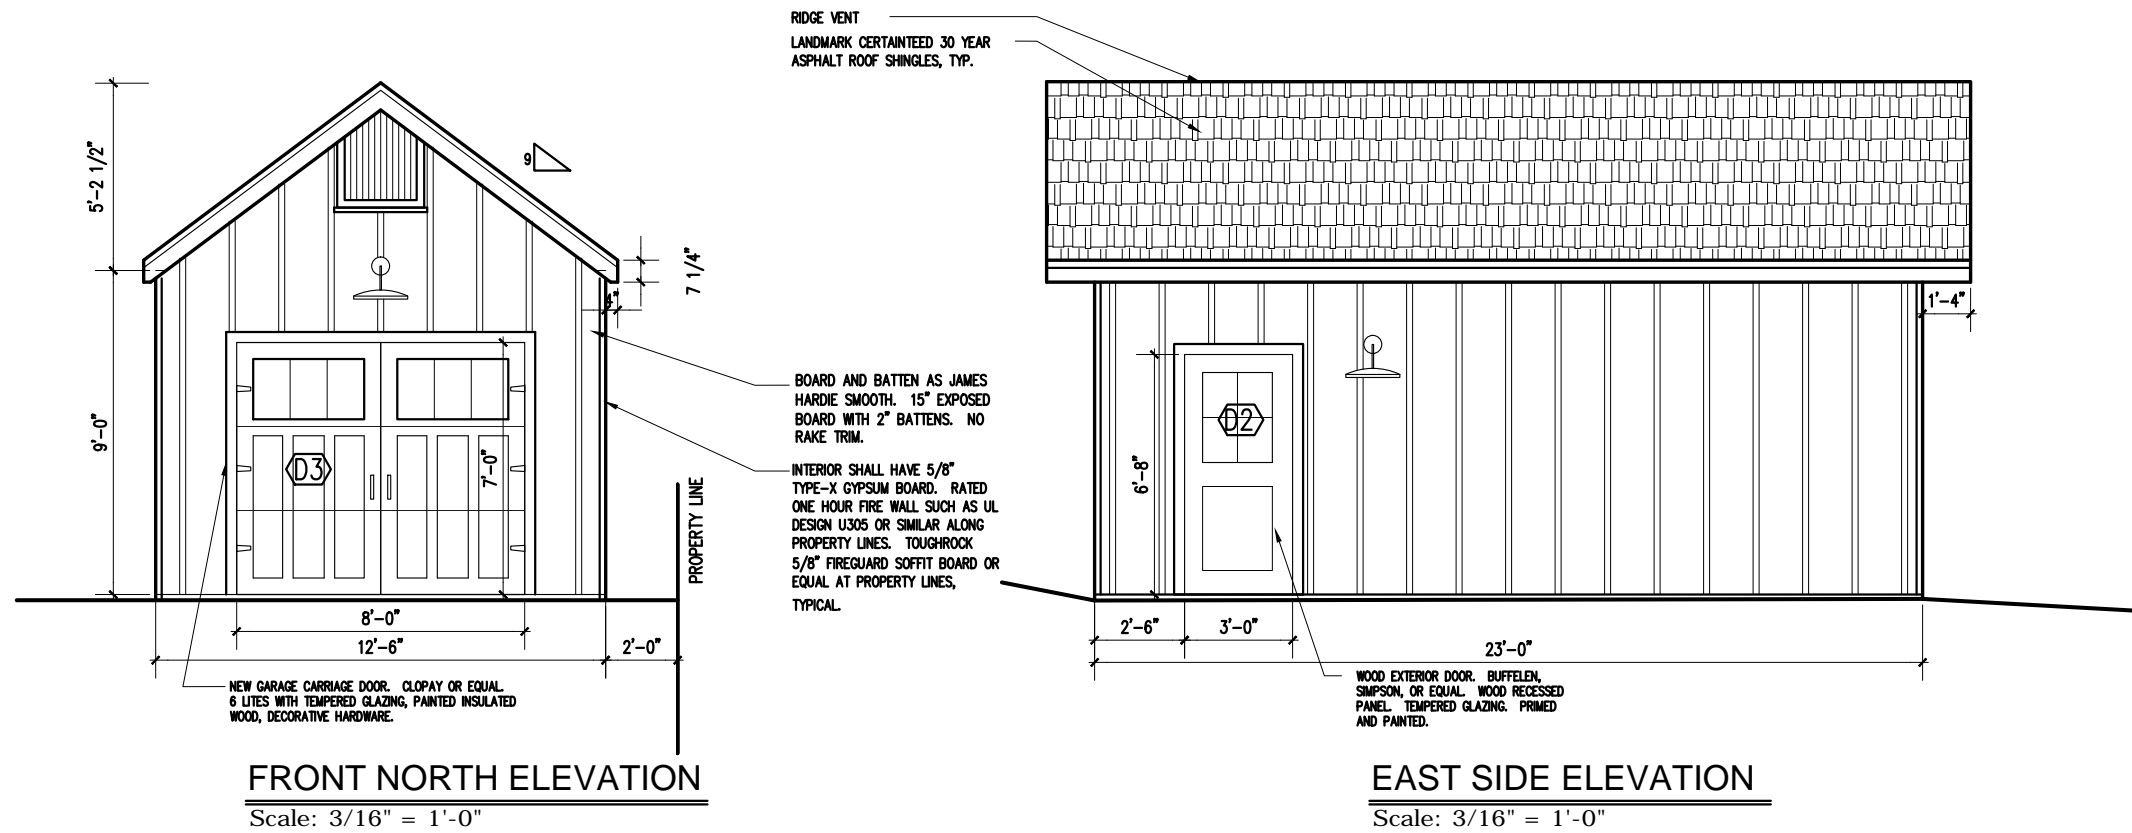 RIDGE VENT
LANDMARK CERTAINTEED 30 YEAR
ASPHALT ROOF SHINGLES, TYP.
5'-2 1/2"
9
7 1/4"
4"
9'-0"
D3
7'-0"
PROPERTY LINE
8'-0"
12'-6"
2'-0"
NEW GARAGE CARRIAGE DOOR. CLOPAY OR EQUAL.
6 LITES WITH TEMPERED GLAZING, PAINTED INSULATED
WOOD, DECORATIVE HARDWARE.
FRONT NORTH ELEVATION
Scale: 3/16" = 1'-0"
BOARD AND BATTEN AS JAMES
HARDIE SMOOTH. 15" EXPOSED
BOARD WITH 2" BATTENS. NO
RAKE TRIM.
INTERIOR SHALL HAVE 5/8"
TYPE-X GYPSUM BOARD. RATED
ONE HOUR FIRE WALL SUCH AS UL
DESIGN U305 OR SIMILAR ALONG
PROPERTY LINES. TOUGHROCK
5/8" FIREGUARD SOFFIT BOARD OR
EQUAL AT PROPERTY LINES,
TYPICAL.
1'-4"
D2
6'-8"
2'-6"
3'-0"
23'-0"
WOOD EXTERIOR DOOR. BUFFELEN,
SIMPSON, OR EQUAL. WOOD RECESSED
PANEL. TEMPERED GLAZING. PRIMED
AND PAINTED.
EAST SIDE ELEVATION
Scale: 3/16" = 1'-0"